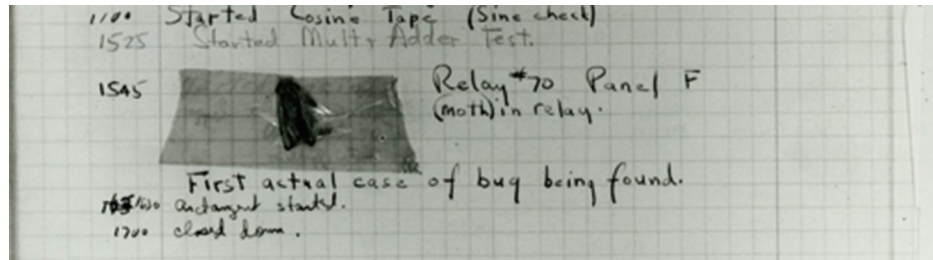 1100 Started Cosine Tape (Sine check)
1525 Started Mult + Adder Test.
1545 Relay #70 Panel F
(moth) in relay.
First actual case of bug being found.
1630 antangent started.
1700 closed down.